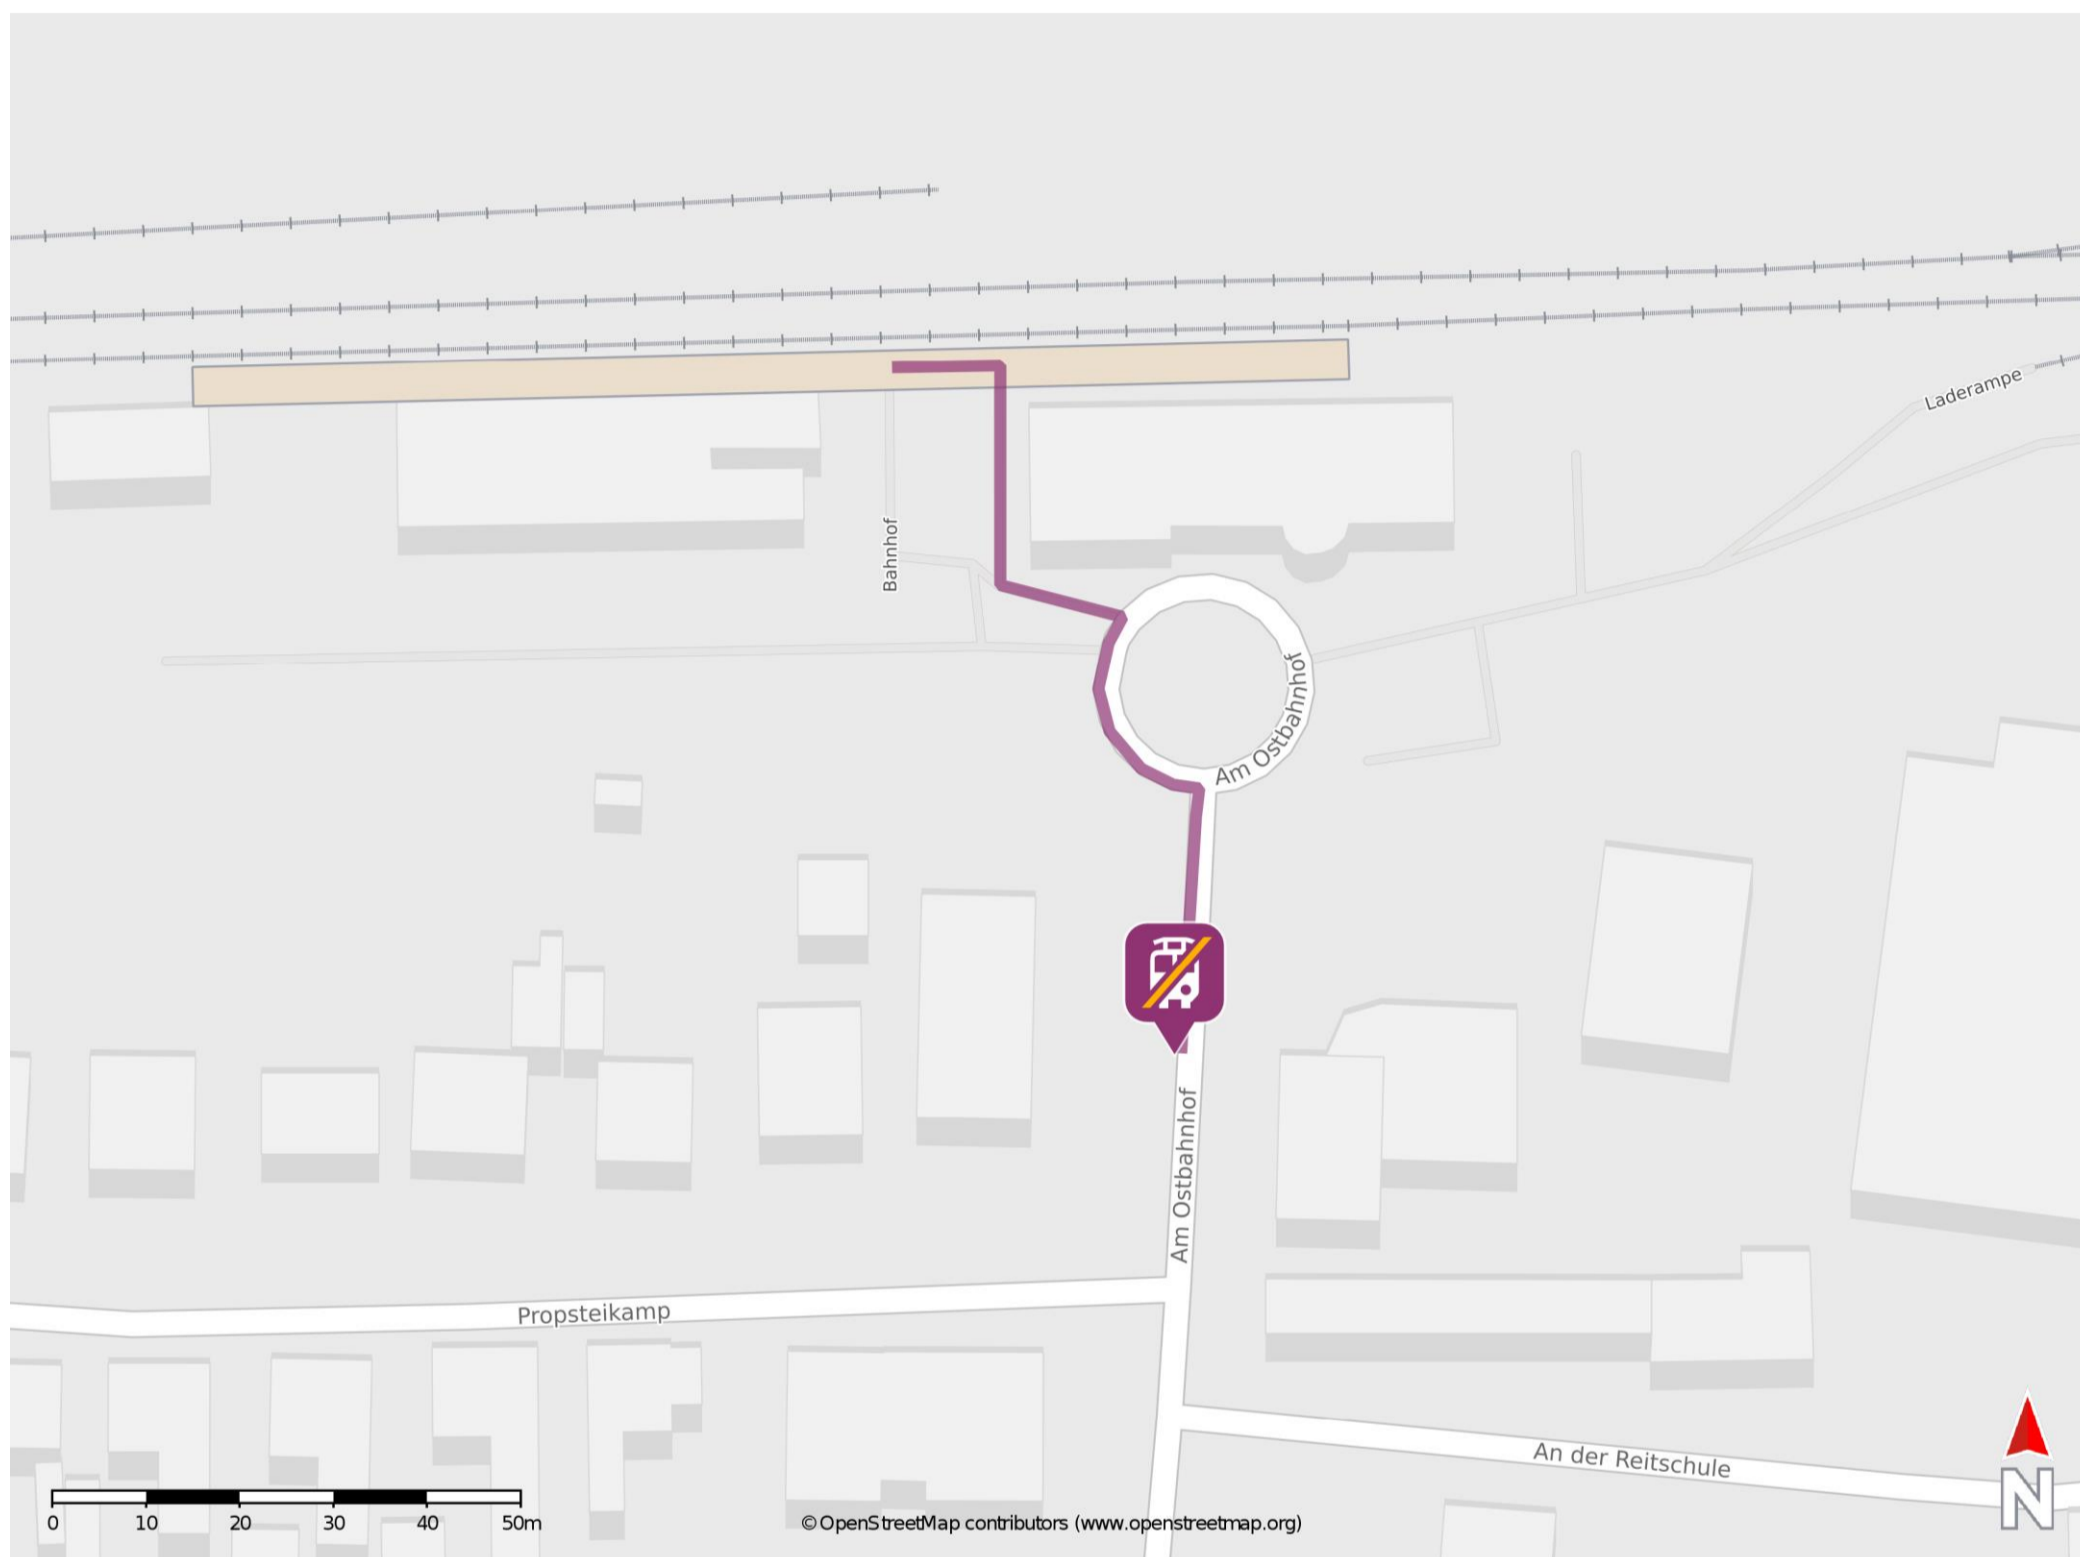 Laderampe
Bahnhof
Am Ostbahnhof
Am Ostbahnhof
Propsteikamp
An der Reitschule
N
0 10 20 30 40 50m
©OpenStreetMap contributors (www.openstreetmap.org)